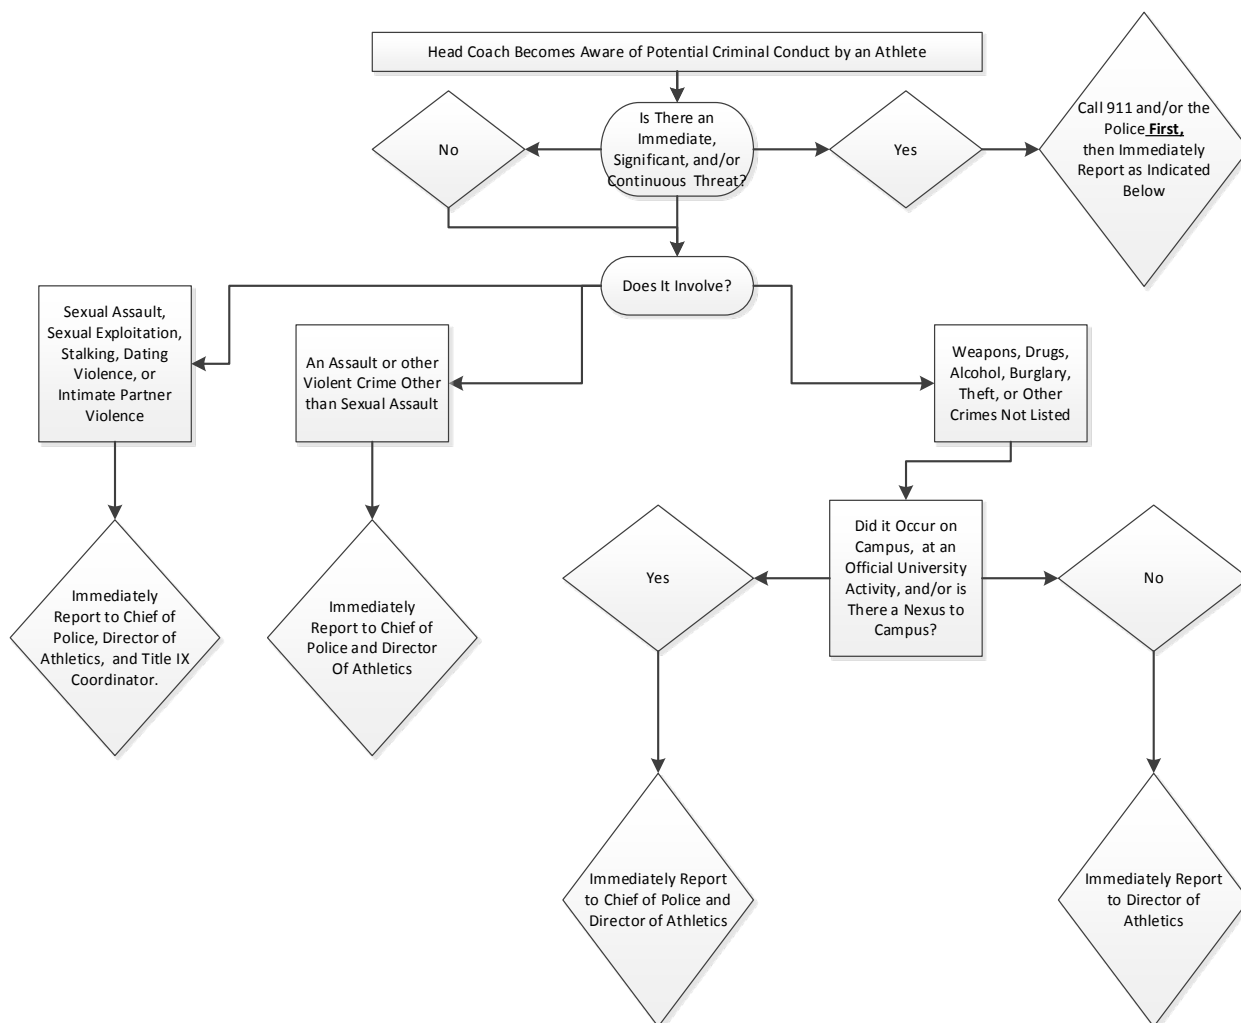 Head Coach Becomes Aware of Potential Criminal Conduct by an Athlete
Is There an
Immediate,
Significant, and/or
Continuous Threat?
No
Yes
Call 911 and/or the
Police First,
then Immediately
Report as Indicated
Below
Does It Involve?
Sexual Assault,
Sexual Exploitation,
Stalking, Dating
Violence, or
Intimate Partner
Violence
An Assault or other
Violent Crime Other
than Sexual Assault
Weapons, Drugs,
Alcohol, Burglary,
Theft, or Other
Crimes Not Listed
Immediately
Report to Chief of
Police, Director of
Athletics, and Title IX
Coordinator.
Immediately
Report to Chief of
Police and Director
Of Athletics
Yes
Did it Occur on
Campus, at an
Official University
Activity, and/or is
There a Nexus to
Campus?
No
Immediately Report
to Chief of Police and
Director of Athletics
Immediately Report
to Director of
Athletics